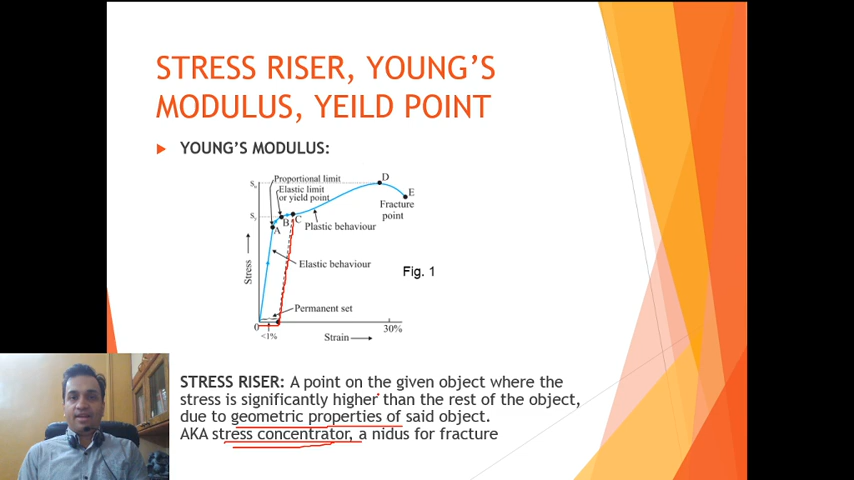 STRESS RISER, YOUNG'S
MODULUS, YEILD POINT
YOUNG'S MODULUS:
Proportional limit
Elastic limit
or yield point
D
E
Fracture
point
Su
Sy
A
B
C
Plastic behaviour
Elastic behaviour
Stress
Fig. 1
Permanent set
0
<1%
Strain
30%
STRESS RISER: A point on the given object where the
stress is significantly higher than the rest of the object,
due to geometric properties of said object.
AKA stress concentrator, a nidus for fracture